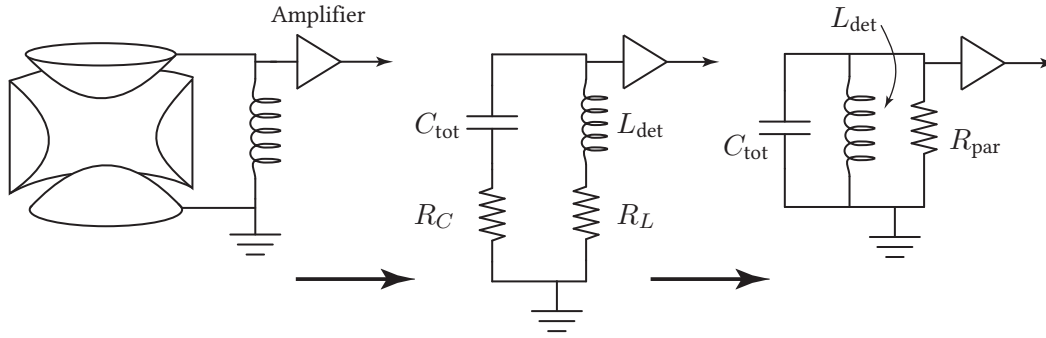 Amplifier
C_tot
L_det
R_C
R_L
L_det
C_tot
R_par